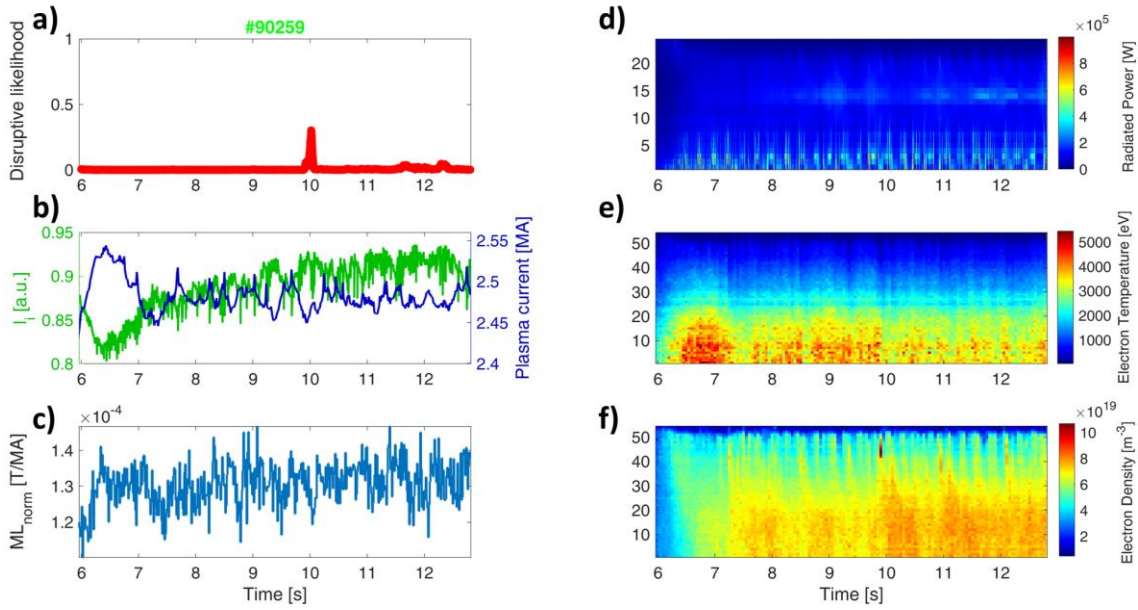 a)
#90259
Disruptive likelihood
1
0.5
0
6 7 8 9 10 11 12
b)
l_i [a.u.]
0.95
0.9
0.85
0.8
Plasma current [MA]
2.55
2.5
2.45
2.4
6 7 8 9 10 11 12
c)
×10^-4
ML_norm [T/MA]
1.4
1.3
1.2
6 7 8 9 10 11 12
Time [s]
d)
20
15
10
5
6 7 8 9 10 11 12
× 10^5
8
6
4
2
0
Radiated Power [W]
e)
50
40
30
20
10
6 7 8 9 10 11 12
5000
4000
3000
2000
1000
Electron Temperature [eV]
f)
50
40
30
20
10
6 7 8 9 10 11 12
Time [s]
× 10^19
10
8
6
4
2
Electron Density [m^-3]